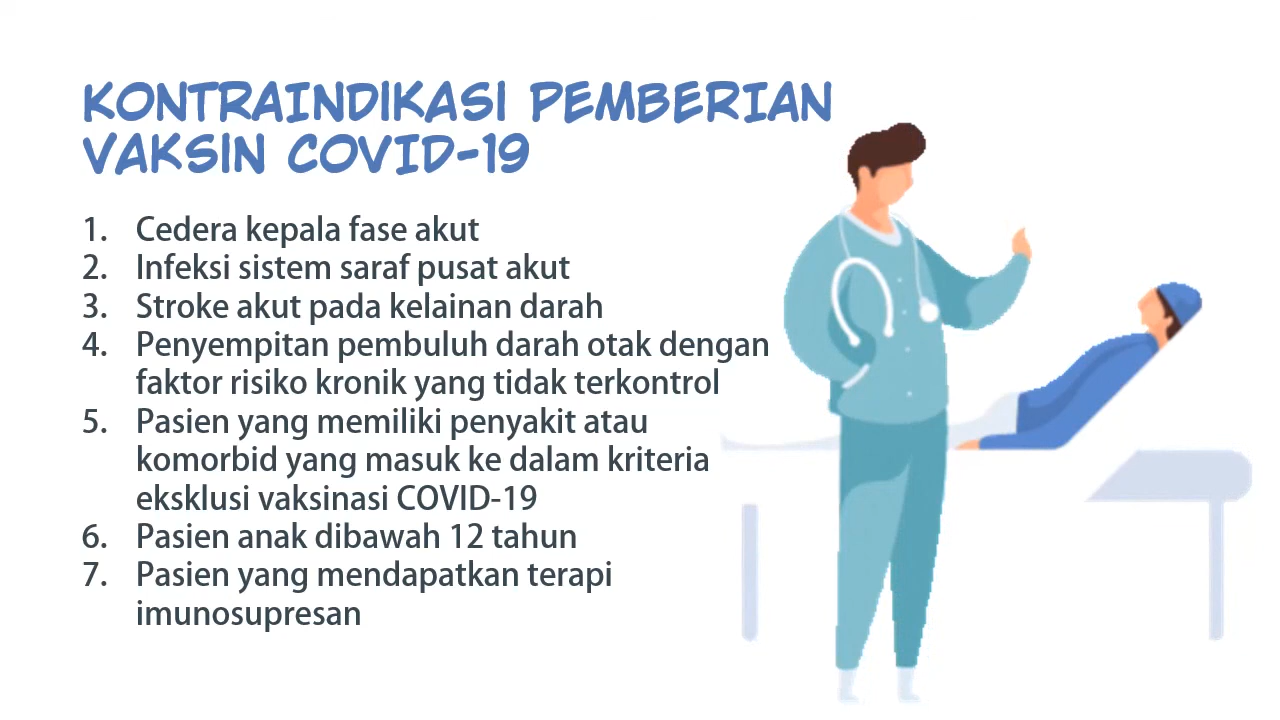 KONTRAINDIKASI PEMBERIAN
VAKSIN COVID-19
1. Cedera kepala fase akut
2. Infeksi sistem saraf pusat akut
3. Stroke akut pada kelainan darah
4. Penyempitan pembuluh darah otak dengan
faktor risiko kronik yang tidak terkontrol
5. Pasien yang memiliki penyakit atau
komorbid yang masuk ke dalam kriteria
eksklusi vaksinasi COVID-19
6. Pasien anak dibawah 12 tahun
7. Pasien yang mendapatkan terapi
imunosupresan